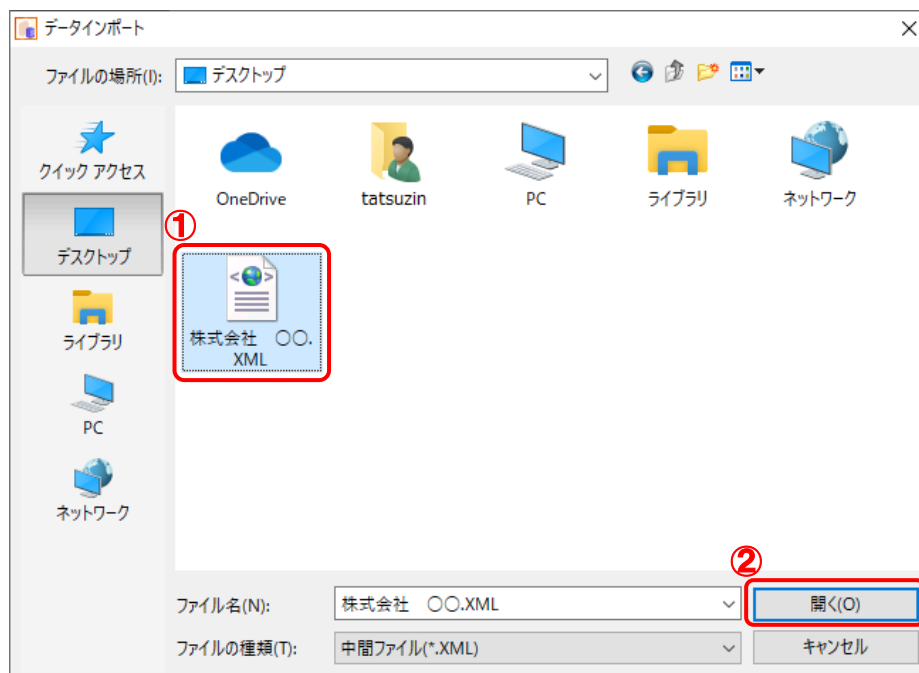 データインポート
ファイルの場所(I):
デスクトップ
クイック アクセス
デスクトップ
ライブラリ
PC
ネットワーク
OneDrive
tatsuzin
PC
ライブラリ
ネットワーク
①
株式会社　〇〇.
XML
②
ファイル名(N):
株式会社　〇〇.XML
開く(O)
ファイルの種類(T):
中間ファイル(*.XML)
キャンセル